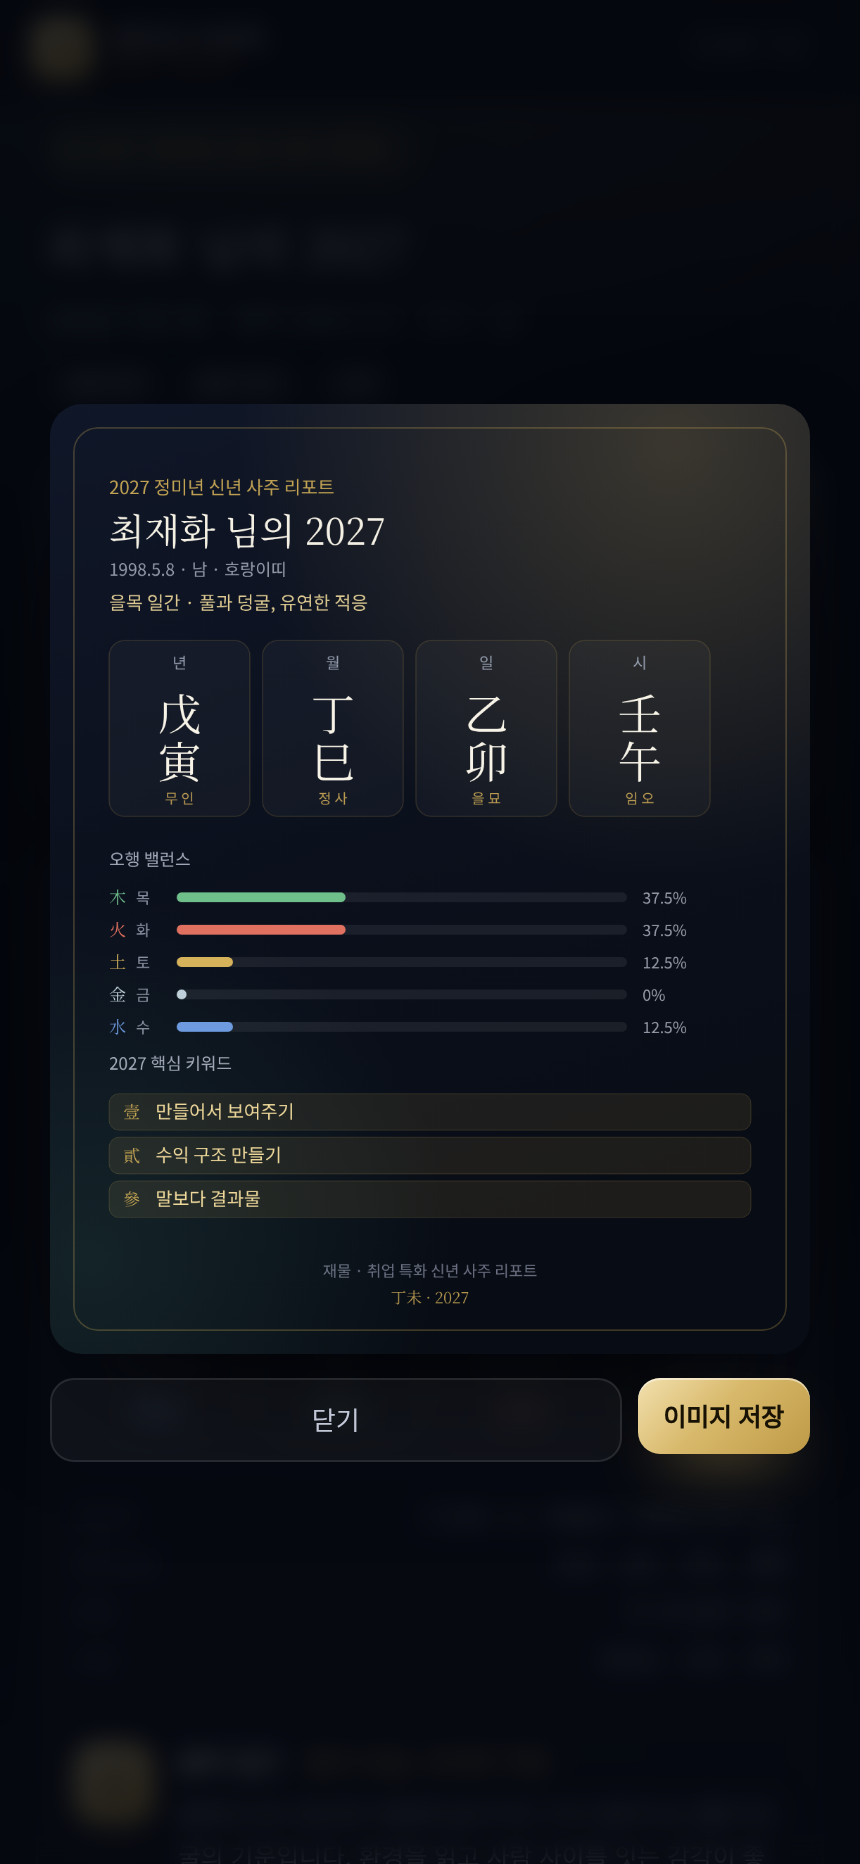 2027 정미년 신년 사주 리포트
최재화 님의 2027
1998.5.8 · 남 · 호랑이띠
을목 일간 · 풀과 덩굴, 유연한 적응
년 월 일 시
戊 丁 乙 壬
寅 巳 卯 午
무인 정사 을묘 임오
오행 밸런스
木 목 37.5%
火 화 37.5%
土 토 12.5%
金 금 0%
水 수 12.5%
2027 핵심 키워드
壹 만들어서 보여주기
貳 수익 구조 만들기
參 말보다 결과물
재물 · 취업 특화 신년 사주 리포트
丁未 · 2027
닫기 이미지 저장